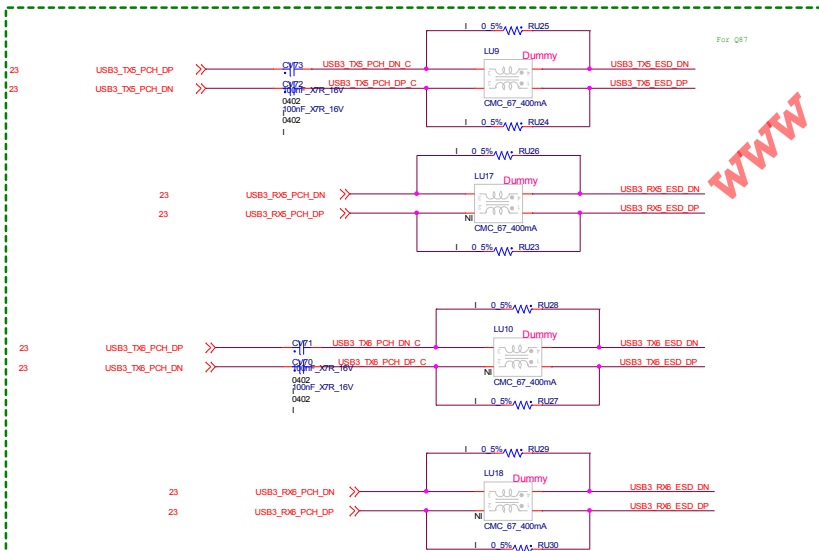 I 0_5% RU25
For Q87
LU9
Dummy
23 USB3_TX5_PCH_DP CV73 USB3_TX5_PCH_DN_C USB3_TX5_ESD_DN
23 USB3_TX5_PCH_DN CV72 USB3_TX5_PCH_DP_C USB3_TX5_ESD_DP
100nF_X7R_16V
0402
100nF_X7R_16V
0402
I
CMC_67_400mA
I 0_5% RU24
I 0_5% RU26
LU17
Dummy
23 USB3_RX5_PCH_DN USB3_RX5_ESD_DN
23 USB3_RX5_PCH_DP NI USB3_RX5_ESD_DP
CMC_67_400mA
I 0_5% RU23
www
I 0_5% RU28
LU10
Dummy
23 USB3_TX6_PCH_DP CV71 USB3_TX6_PCH_DN_C USB3_TX6_ESD_DN
23 USB3_TX6_PCH_DN CV70 USB3_TX6_PCH_DP_C USB3_TX6_ESD_DP
100nF_X7R_16V
NI
0402
100nF_X7R_16V
0402
I
CMC_67_400mA
I 0_5% RU27
I 0_5% RU29
LU18
Dummy
23 USB3_RX6_PCH_DN USB3_RX6_ESD_DN
23 USB3_RX6_PCH_DP NI USB3_RX6_ESD_DP
CMC_67_400mA
I 0_5% RU30